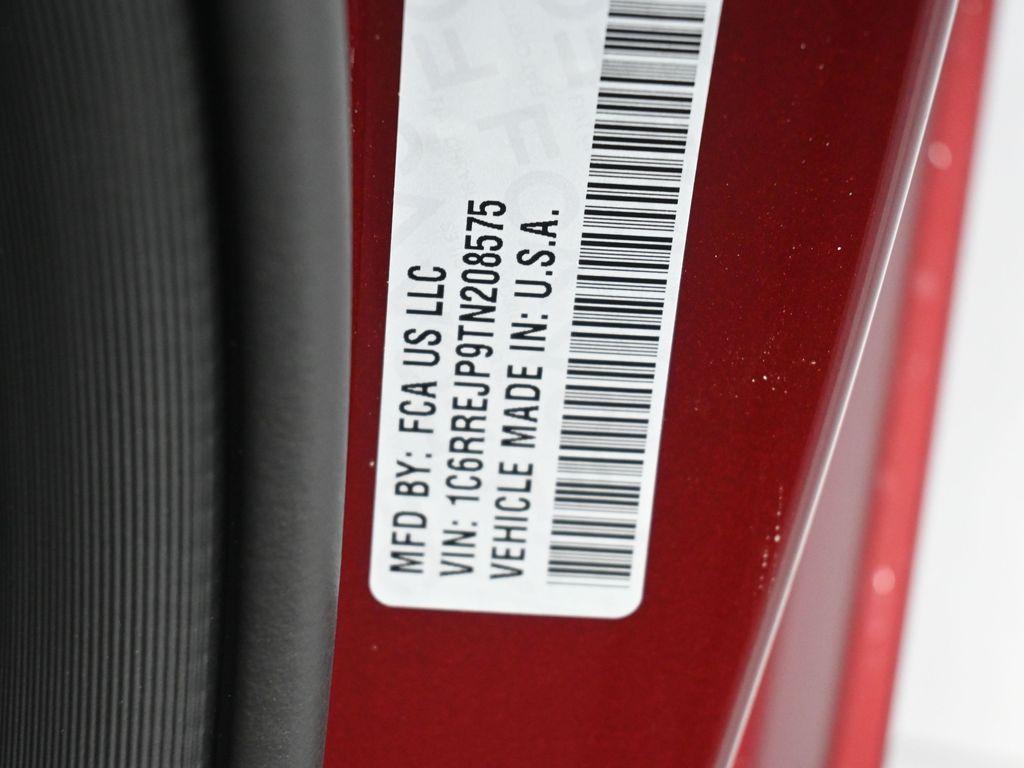 MFD BY: FCA US LLC
VIN: 1C6RREJP9TN208575
VEHICLE MADE IN: U.S.A.